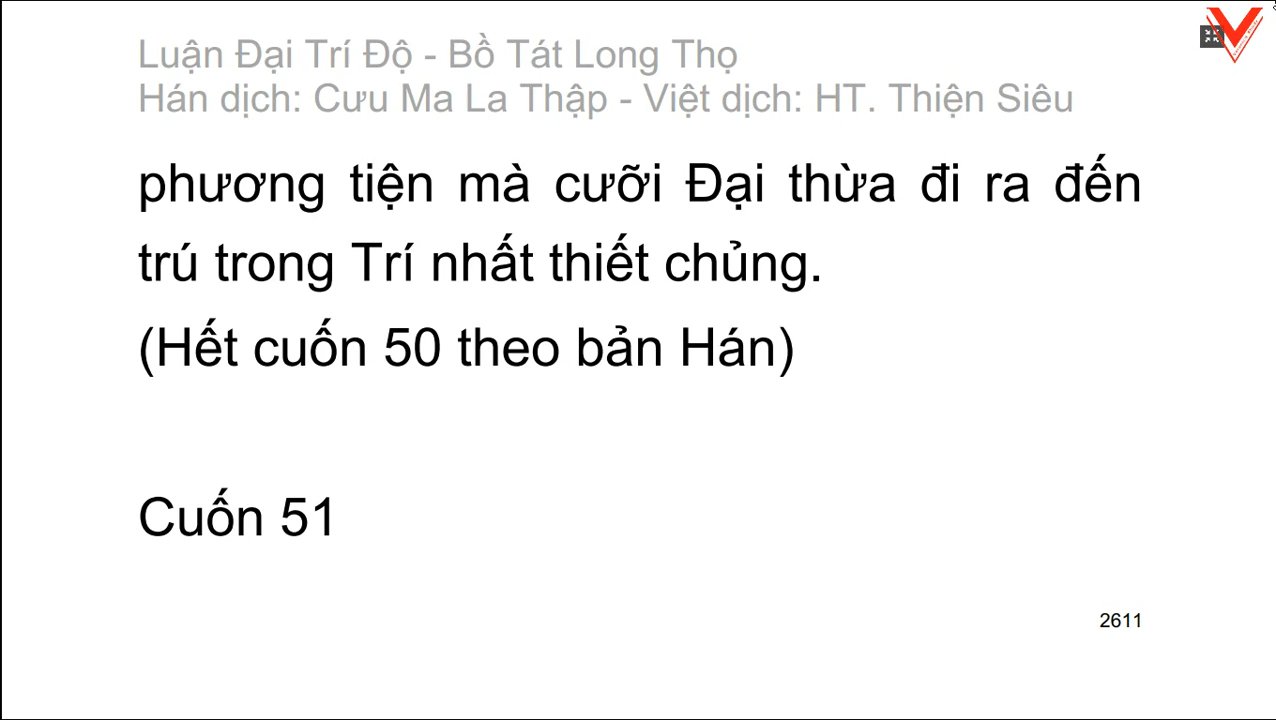 Luận Đại Trí Độ - Bồ Tát Long Thọ
Hán dịch: Cưu Ma La Thập - Việt dịch: HT. Thiện Siêu
phương tiện mà cưỡi Đại thừa đi ra đến
trú trong Trí nhất thiết chủng.
(Hết cuốn 50 theo bản Hán)
Cuốn 51
2611